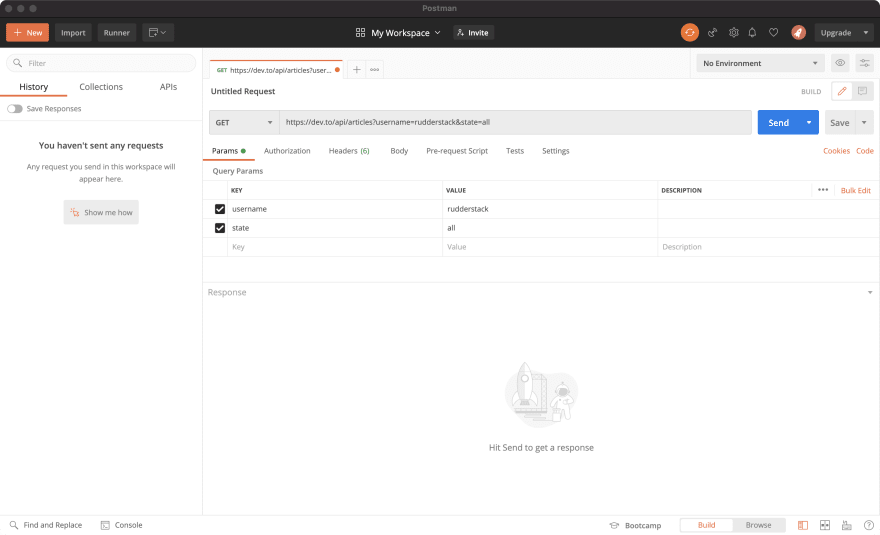 Postman
New
Import
Runner
My Workspace
Invite
Upgrade
Filter
History
Collections
APIs
Save Responses
You haven't sent any requests
Any request you send in this workspace will
appear here.
Show me how
GET https://dev.to/api/articles?user...
No Environment
Untitled Request
BUILD
GET
https://dev.to/api/articles?username=rudderstack&state=all
Send
Save
Params
Authorization
Headers (6)
Body
Pre-request Script
Tests
Settings
Cookies
Code
Query Params
KEY
VALUE
DESCRIPTION
Bulk Edit
username
rudderstack
state
all
Key
Value
Description
Response
Hit Send to get a response
Find and Replace
Console
Bootcamp
Build
Browse